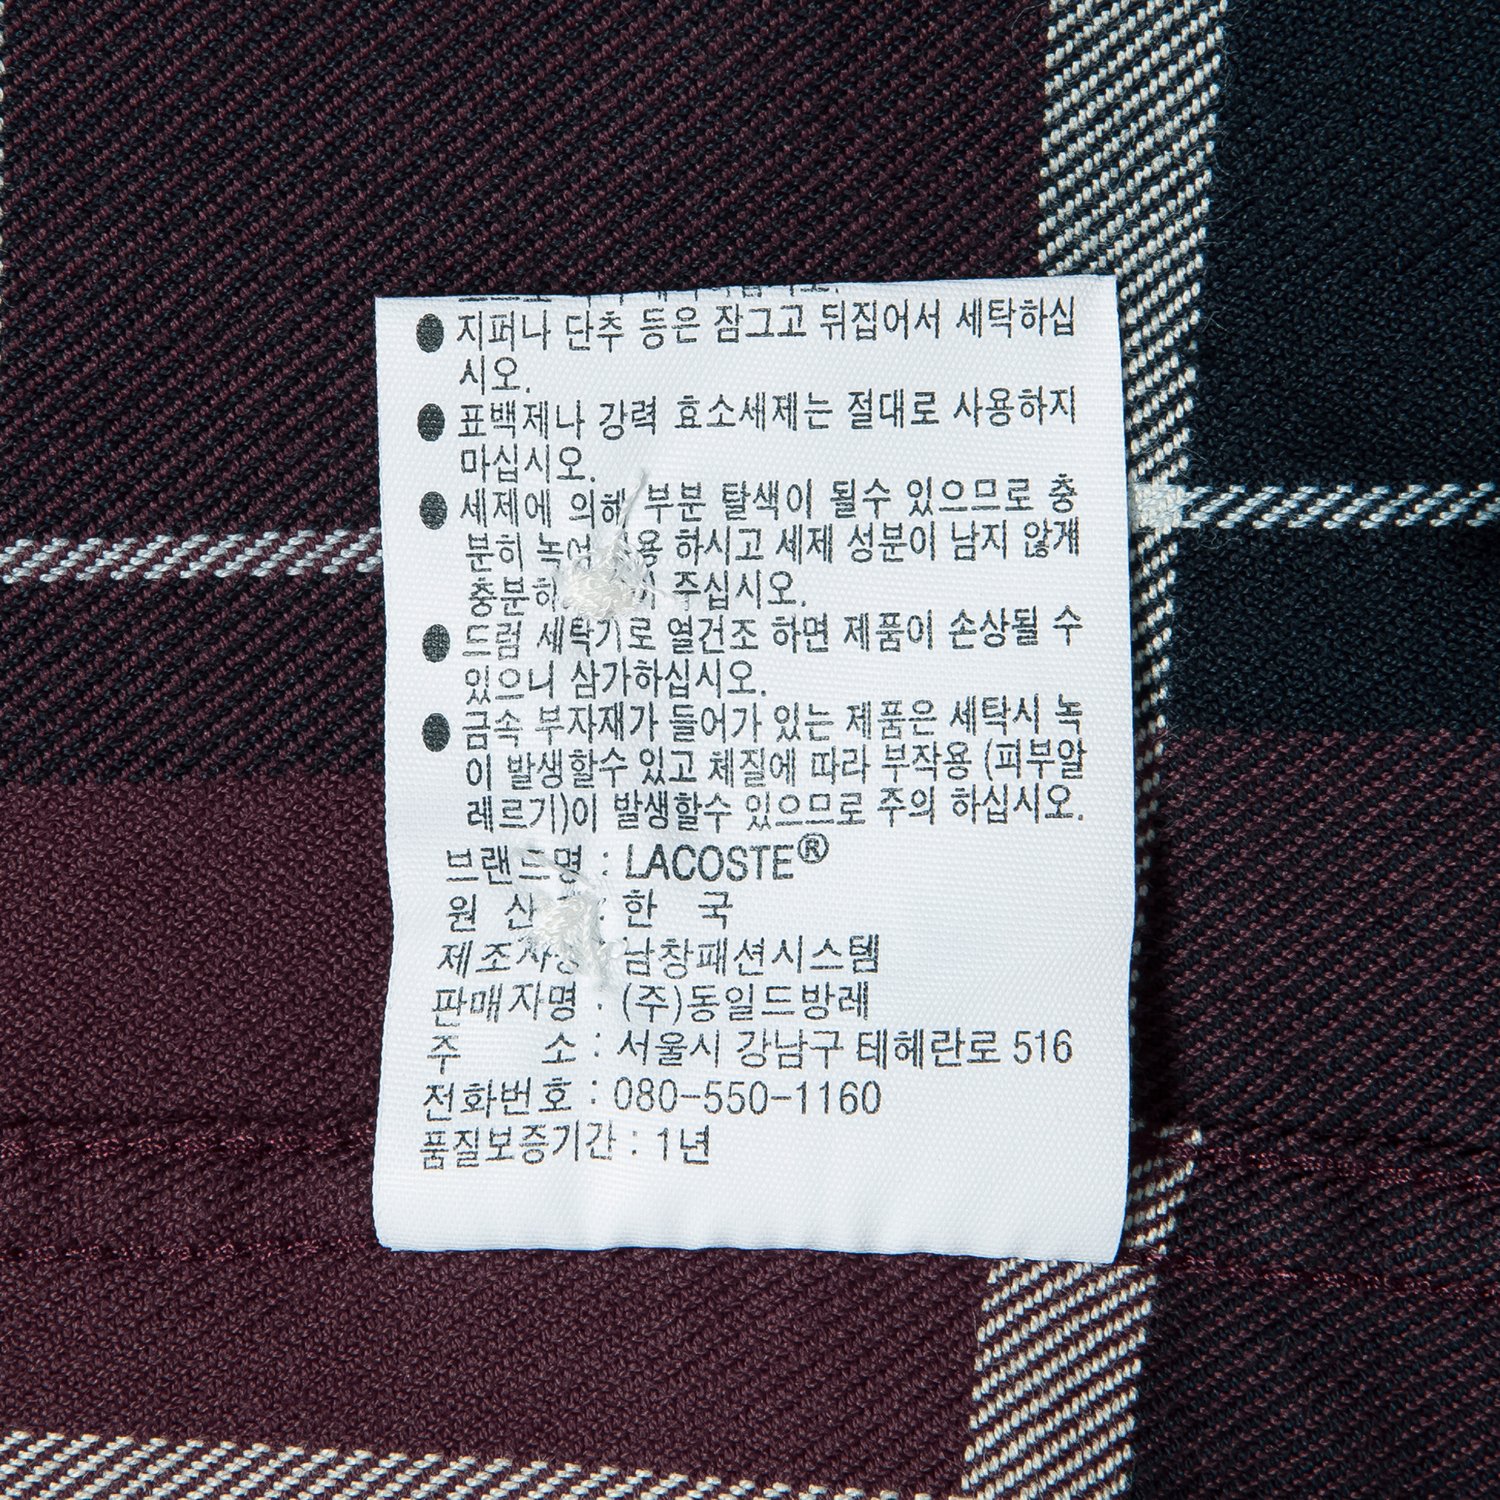 ● 지퍼나 단추 등은 잠그고 뒤집어서 세탁하십
시오.
● 표백제나 강력 효소세제는 절대로 사용하지
마십시오.
● 세제에 의해 부분 탈색이 될수 있으므로 충
분히 녹여 하시고 세제 성분이 남지 않게
충분히 주십시오.
● 드럼 세탁기로 열건조 하면 제품이 손상될 수
있으니 삼가하십시오.
● 금속 부자재가 들어가 있는 제품은 세탁시 녹
이 발생할수 있고 체질에 따라 부작용 (피부알
레르기)이 발생할수 있으므로 주의 하십시오.
브랜드명 : LACOSTE®
원 산 : 한 국
제조자명 : 남창패션시스템
판매자명 : (주)동일드방레
주 소 : 서울시 강남구 테헤란로 516
전화번호 : 080-550-1160
품질보증기간 : 1년